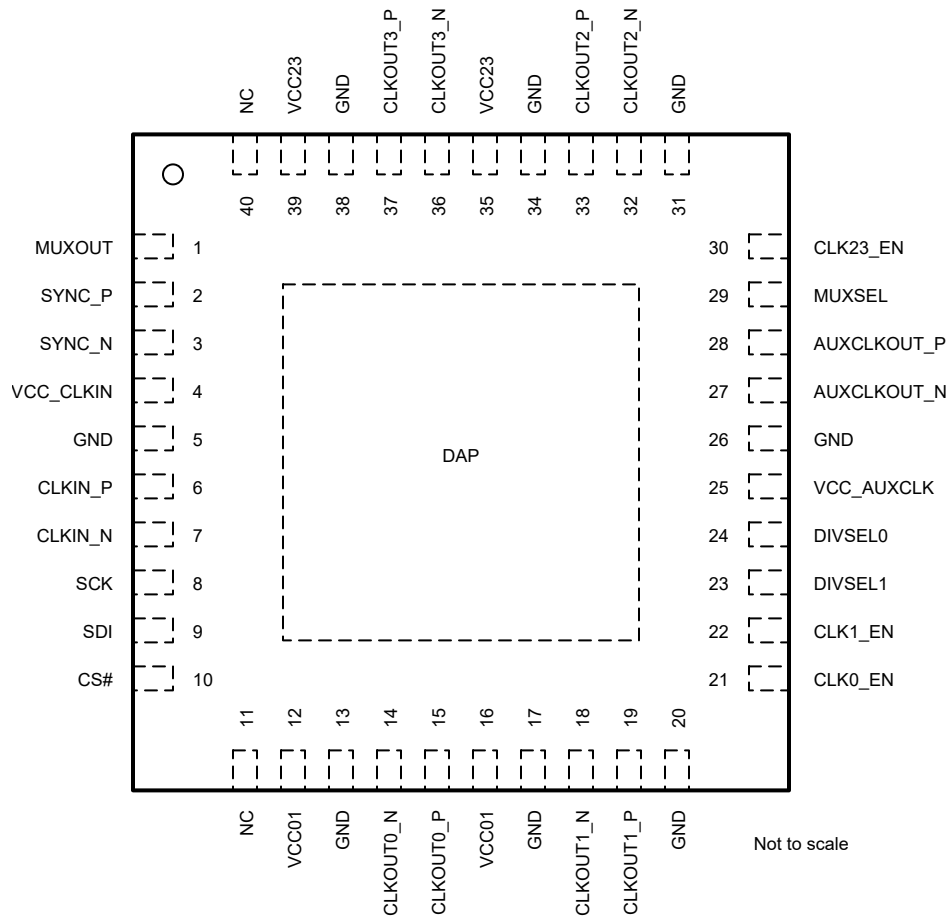 NC
VCC23
GND
CLKOUT3_P
CLKOUT3_N
VCC23
GND
CLKOUT2_P
CLKOUT2_N
GND
40
39
38
37
36
35
34
33
32
31
MUXOUT 1
SYNC_P 2
SYNC_N 3
VCC_CLKIN 4
GND 5
CLKIN_P 6
CLKIN_N 7
SCK 8
SDI 9
CS# 10
DAP
30 CLK23_EN
29 MUXSEL
28 AUXCLKOUT_P
27 AUXCLKOUT_N
26 GND
25 VCC_AUXCLK
24 DIVSEL0
23 DIVSEL1
22 CLK1_EN
21 CLK0_EN
11
12
13
14
15
16
17
18
19
20
NC
VCC01
GND
CLKOUT0_N
CLKOUT0_P
VCC01
GND
CLKOUT1_N
CLKOUT1_P
GND
Not to scale